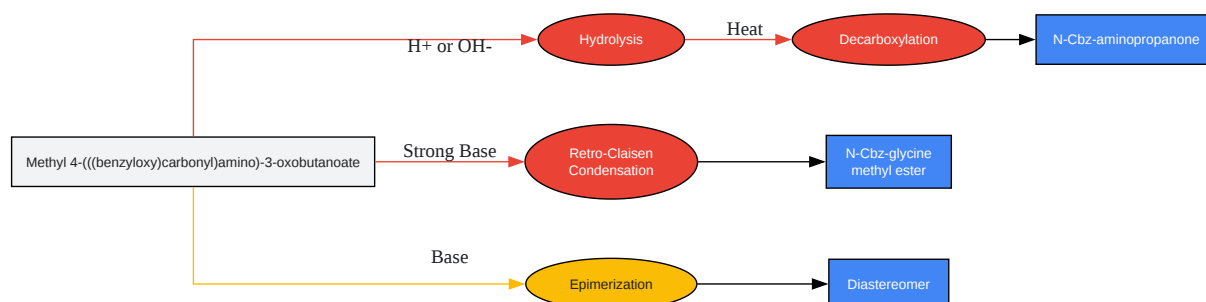 H+ or OH-
Hydrolysis
Heat
Decarboxylation
N-Cbz-aminopropanone
Methyl 4-(((benzyloxy)carbonyl)amino)-3-oxobutanoate
Strong Base
Retro-Claisen
Condensation
N-Cbz-glycine
methyl ester
Base
Epimerization
Diastereomer